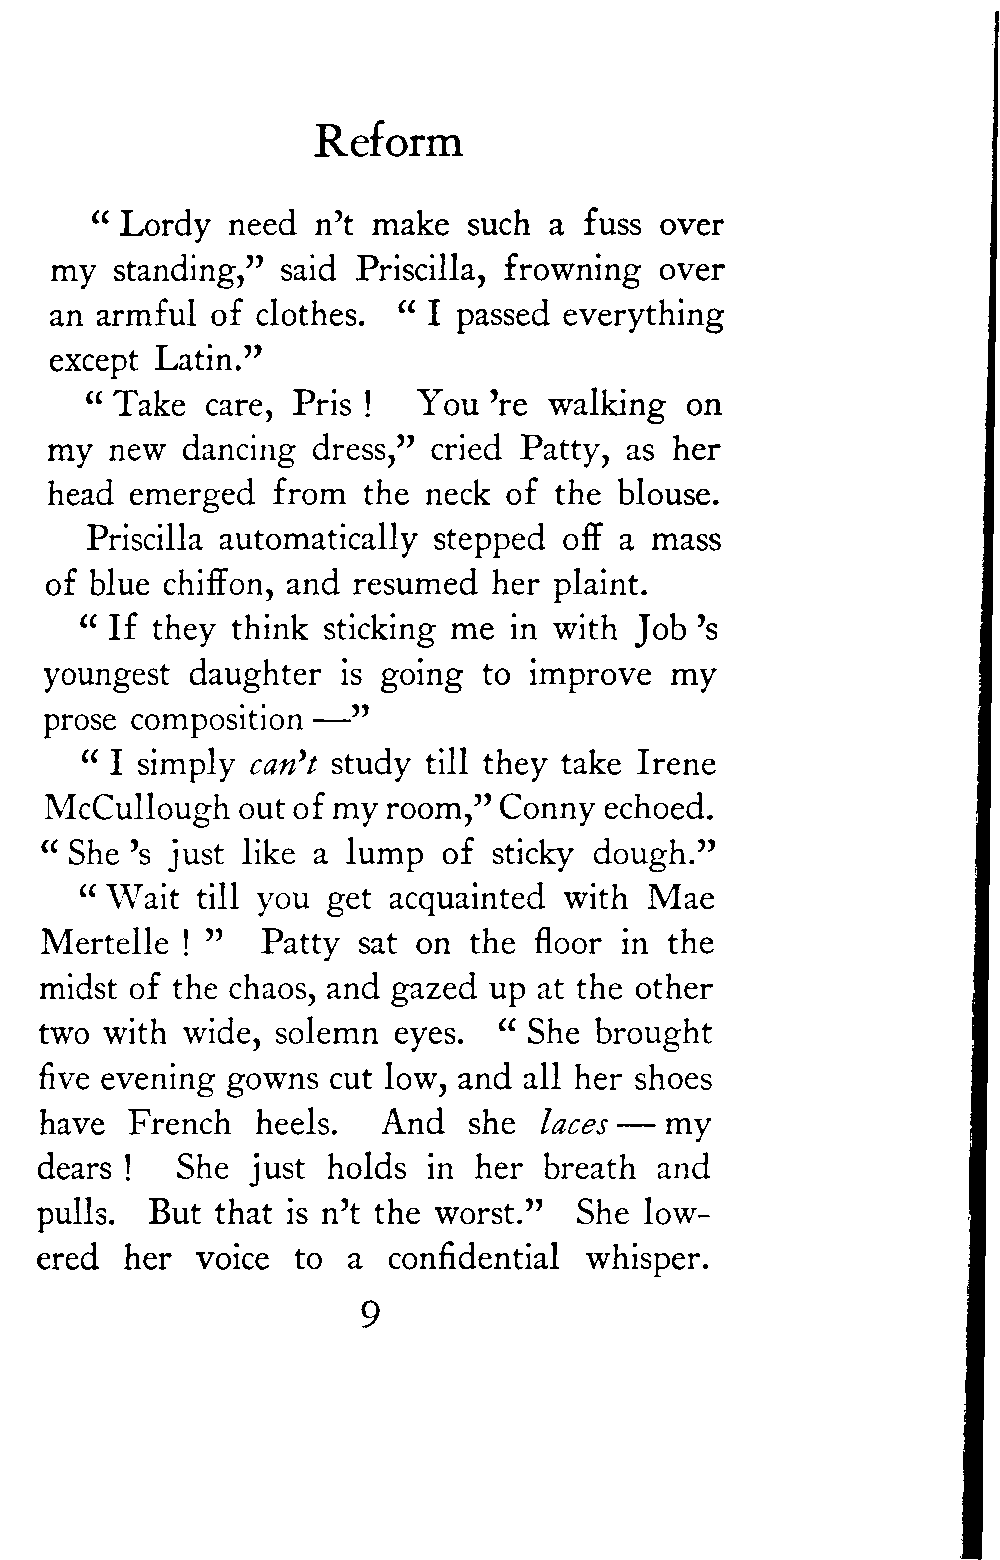 Reform
“ Lordy need n’t make such a fuss over
my standing,” said Priscilla, frowning over
an armful of clothes. “ I passed everything
except Latin.”
“ Take care, Pris ! You ’re walking on
my new dancing dress,” cried Patty, as her
head emerged from the neck of the blouse.
Priscilla automatically stepped off a mass
of blue chiffon, and resumed her plaint.
“ If they think sticking me in with Job ’s
youngest daughter is going to improve my
prose composition —”
“ I simply can’t study till they take Irene
McCullough out of my room,” Conny echoed.
“ She ’s just like a lump of sticky dough.”
“ Wait till you get acquainted with Mae
Mertelle ! ” Patty sat on the floor in the
midst of the chaos, and gazed up at the other
two with wide, solemn eyes. “ She brought
five evening gowns cut low, and all her shoes
have French heels. And she laces — my
dears ! She just holds in her breath and
pulls. But that is n’t the worst.” She low-
ered her voice to a confidential whisper.
9